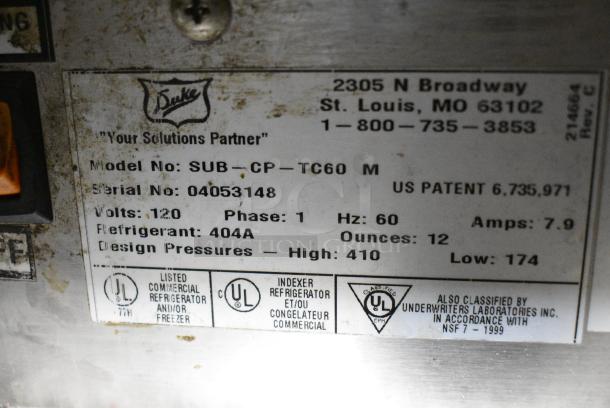 NG
Duke
"Your Solutions Partner"
2305 N Broadway
St. Louis, MO 63102
1-800-735-3853
214664
Rev. C
Model No: SUB-CP-TC60 M
Serial No: 04053148
US PATENT 6,735,971
Volts: 120 Phase: 1 Hz: 60 Amps: 7.9
Refrigerant: 404A Ounces: 12
Design Pressures - High: 410 Low: 174
UL
77H
LISTED
COMMERCIAL
REFRIGERATOR
AND/OR
FREEZER
C UL
INDEXER
REFRIGERATOR
ET/OU
CONGELATEUR
COMMERCIAL
CLASSIFIED
UL
ALSO CLASSIFIED BY
UNDERWRITERS LABORATORIES INC.
IN ACCORDANCE WITH
NSF 7 - 1999